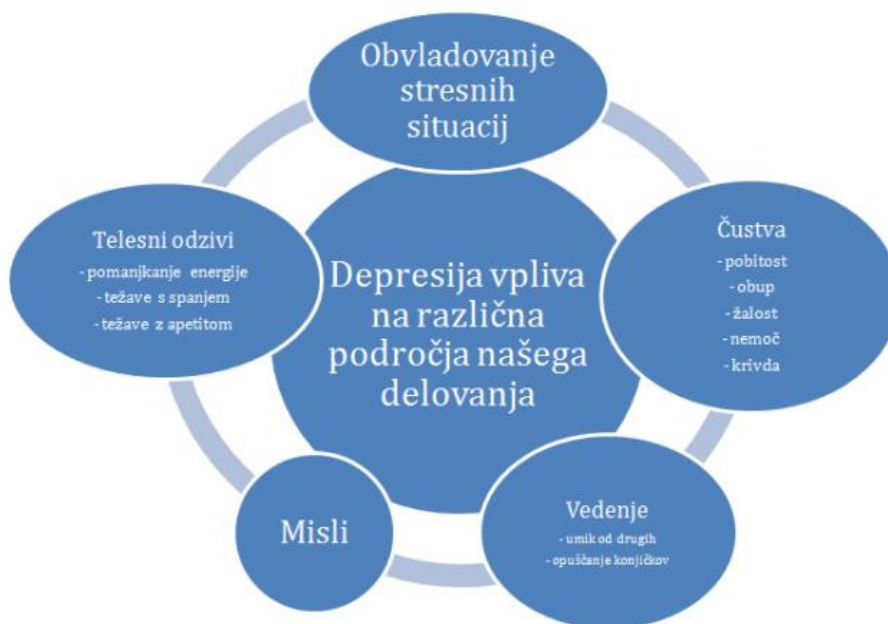 Obvladovanje
stresnih
situacij
Telesni odzivi
- pomanjkanje energije
- težave s spanjem
- težave z apetitom
Depresija vpliva
na različna
področja našega
delovanja
Čustva
- pobitost
- obup
- žalost
- nemoč
- krivda
Misli
Vedenje
- umik od drugih
- opuščanje konjičkov